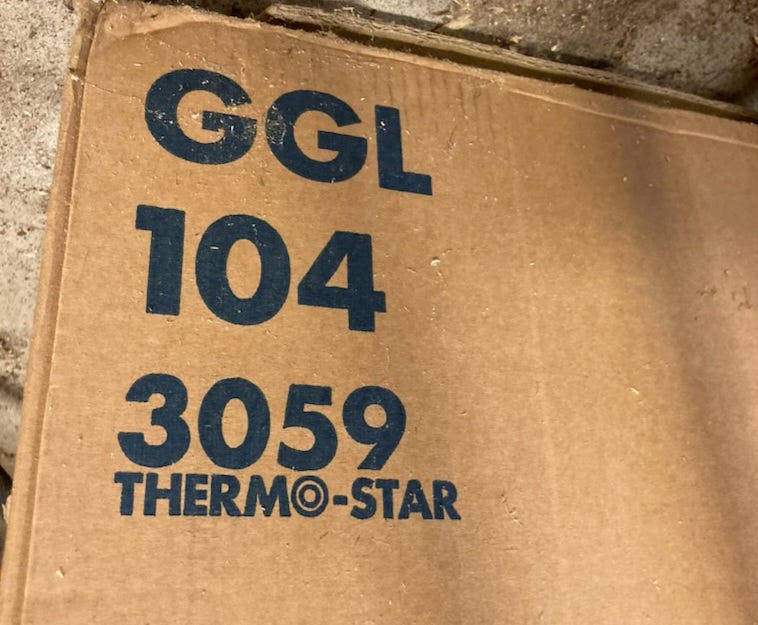 GGL
104
3059
THERMO-STAR